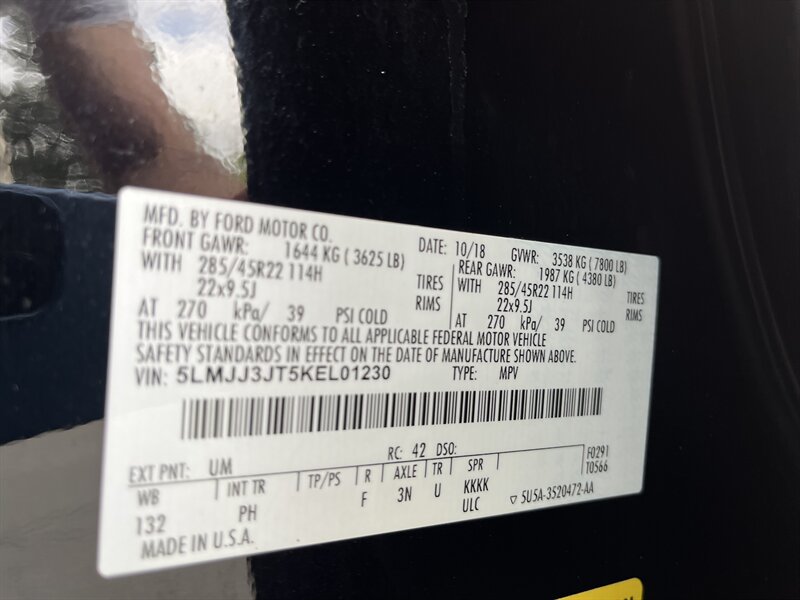 MFD. BY FORD MOTOR CO.
DATE: 10/18 GVWR: 3538 KG ( 7800 LB)
FRONT GAWR: 1644 KG ( 3625 LB)
WITH 285/45R22 114H TIRES
22x9.5J RIMS
AT 270 kPa/ 39 PSI COLD
REAR GAWR: 1987 KG ( 4380 LB)
WITH 285/45R22 114H TIRES
22x9.5J RIMS
AT 270 kPa/ 39 PSI COLD
THIS VEHICLE CONFORMS TO ALL APPLICABLE FEDERAL MOTOR VEHICLE
SAFETY STANDARDS IN EFFECT ON THE DATE OF MANUFACTURE SHOWN ABOVE.
VIN: 5LMJJ3JT5KEL01230 TYPE: MPV
EXT PNT: UM RC: 42 DSO: F0291
T0566
WB INT TR TP/PS R AXLE TR SPR
132 PH F 3N U KKKK
ULC
MADE IN U.S.A. ▽ 5U5A-3520472-AA